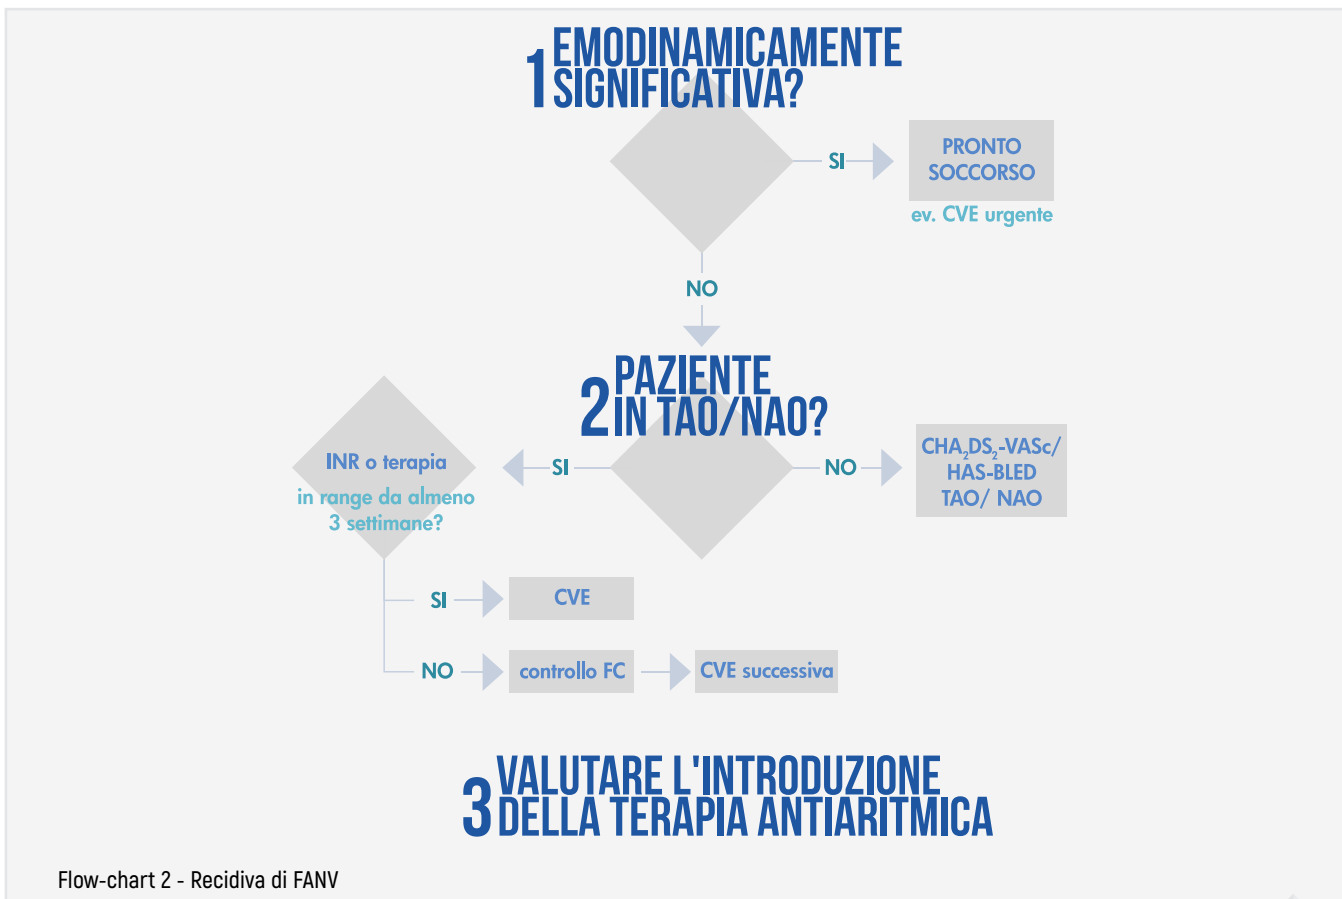 1 EMODINAMICAMENTE
SIGNIFICATIVA?
SI
PRONTO
SOCCORSO
ev. CVE urgente
NO
2 PAZIENTE
IN TAO/NAO?
SI
NO
INR o terapia
in range da almeno
3 settimane?
CHA₂DS₂-VASc/
HAS-BLED
TAO/ NAO
SI
CVE
NO
controllo FC
CVE successiva
3 VALUTARE L'INTRODUZIONE
DELLA TERAPIA ANTIARITMICA
Flow-chart 2 - Recidiva di FANV